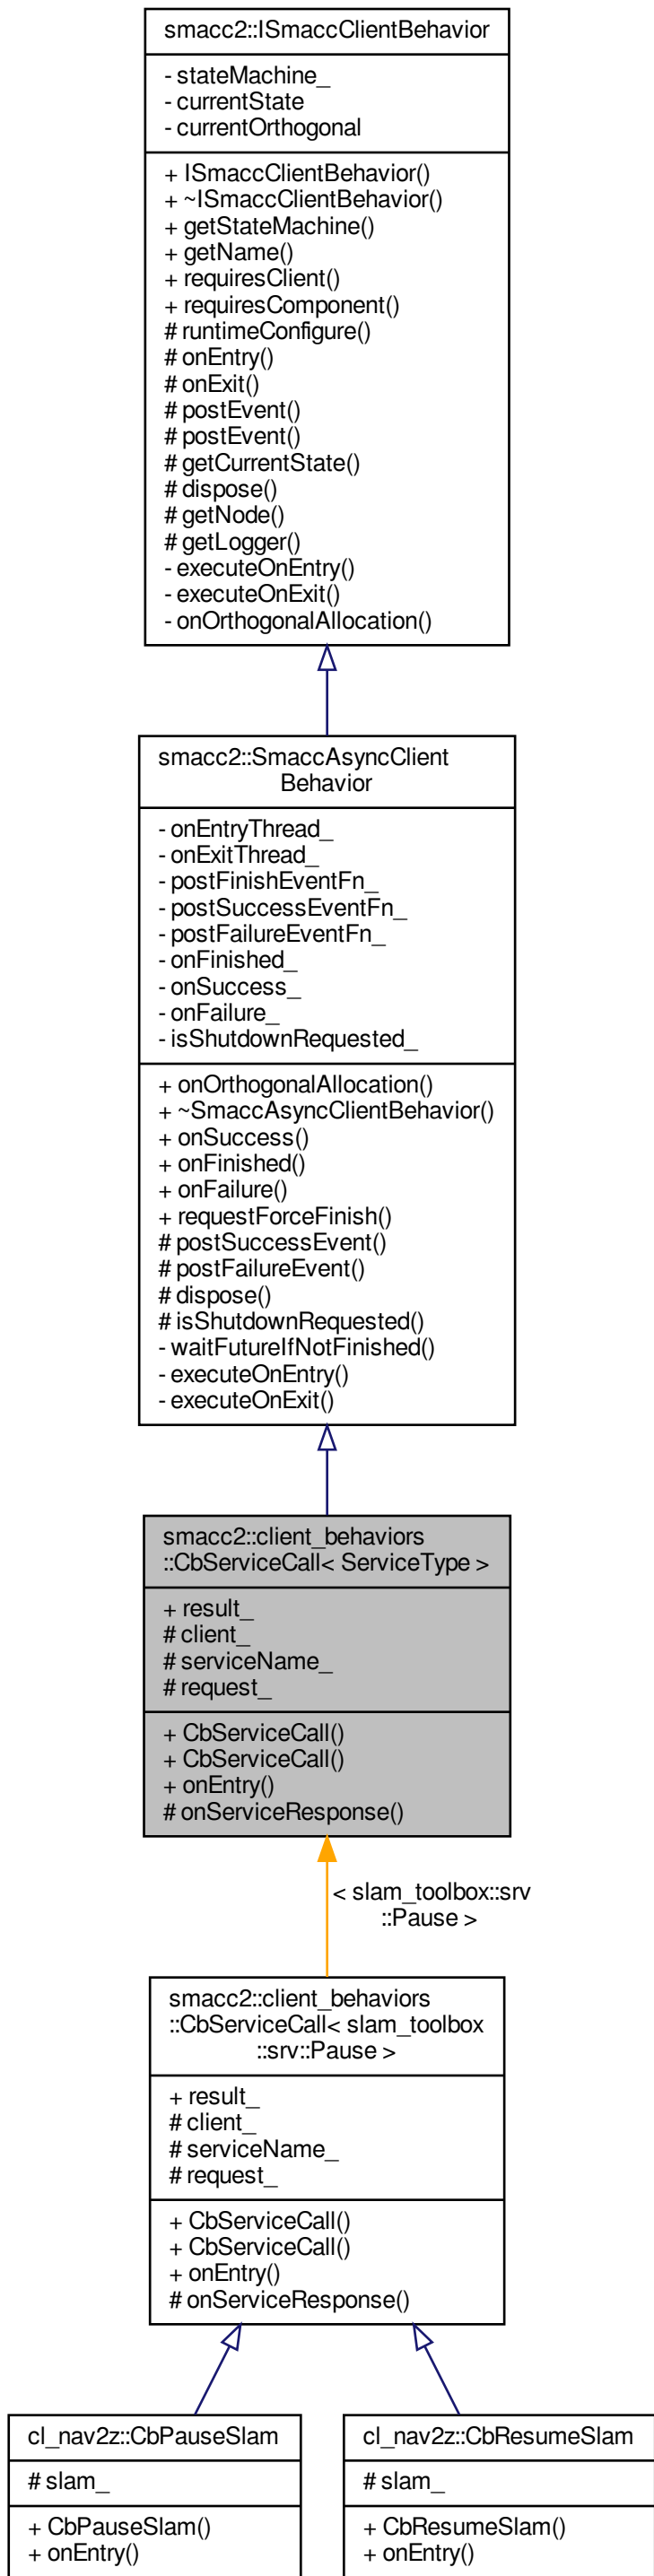 smacc2::ISmaccClientBehavior
- stateMachine_
- currentState
- currentOrthogonal
+ ISmaccClientBehavior()
+ ~ISmaccClientBehavior()
+ getStateMachine()
+ getName()
+ requiresClient()
+ requiresComponent()
# runtimeConfigure()
# onEntry()
# onExit()
# postEvent()
# postEvent()
# getCurrentState()
# dispose()
# getNode()
# getLogger()
- executeOnEntry()
- executeOnExit()
- onOrthogonalAllocation()
smacc2::SmaccAsyncClient
Behavior
- onEntryThread_
- onExitThread_
- postFinishEventFn_
- postSuccessEventFn_
- postFailureEventFn_
- onFinished_
- onSuccess_
- onFailure_
- isShutdownRequested_
+ onOrthogonalAllocation()
+ ~SmaccAsyncClientBehavior()
+ onSuccess()
+ onFinished()
+ onFailure()
+ requestForceFinish()
# postSuccessEvent()
# postFailureEvent()
# dispose()
# isShutdownRequested()
- waitFutureIfNotFinished()
- executeOnEntry()
- executeOnExit()
smacc2::client_behaviors
::CbServiceCall< ServiceType >
+ result_
# client_
# serviceName_
# request_
+ CbServiceCall()
+ CbServiceCall()
+ onEntry()
# onServiceResponse()
< slam_toolbox::srv
::Pause >
smacc2::client_behaviors
::CbServiceCall< slam_toolbox
::srv::Pause >
+ result_
# client_
# serviceName_
# request_
+ CbServiceCall()
+ CbServiceCall()
+ onEntry()
# onServiceResponse()
cl_nav2z::CbPauseSlam
# slam_
+ CbPauseSlam()
+ onEntry()
cl_nav2z::CbResumeSlam
# slam_
+ CbResumeSlam()
+ onEntry()